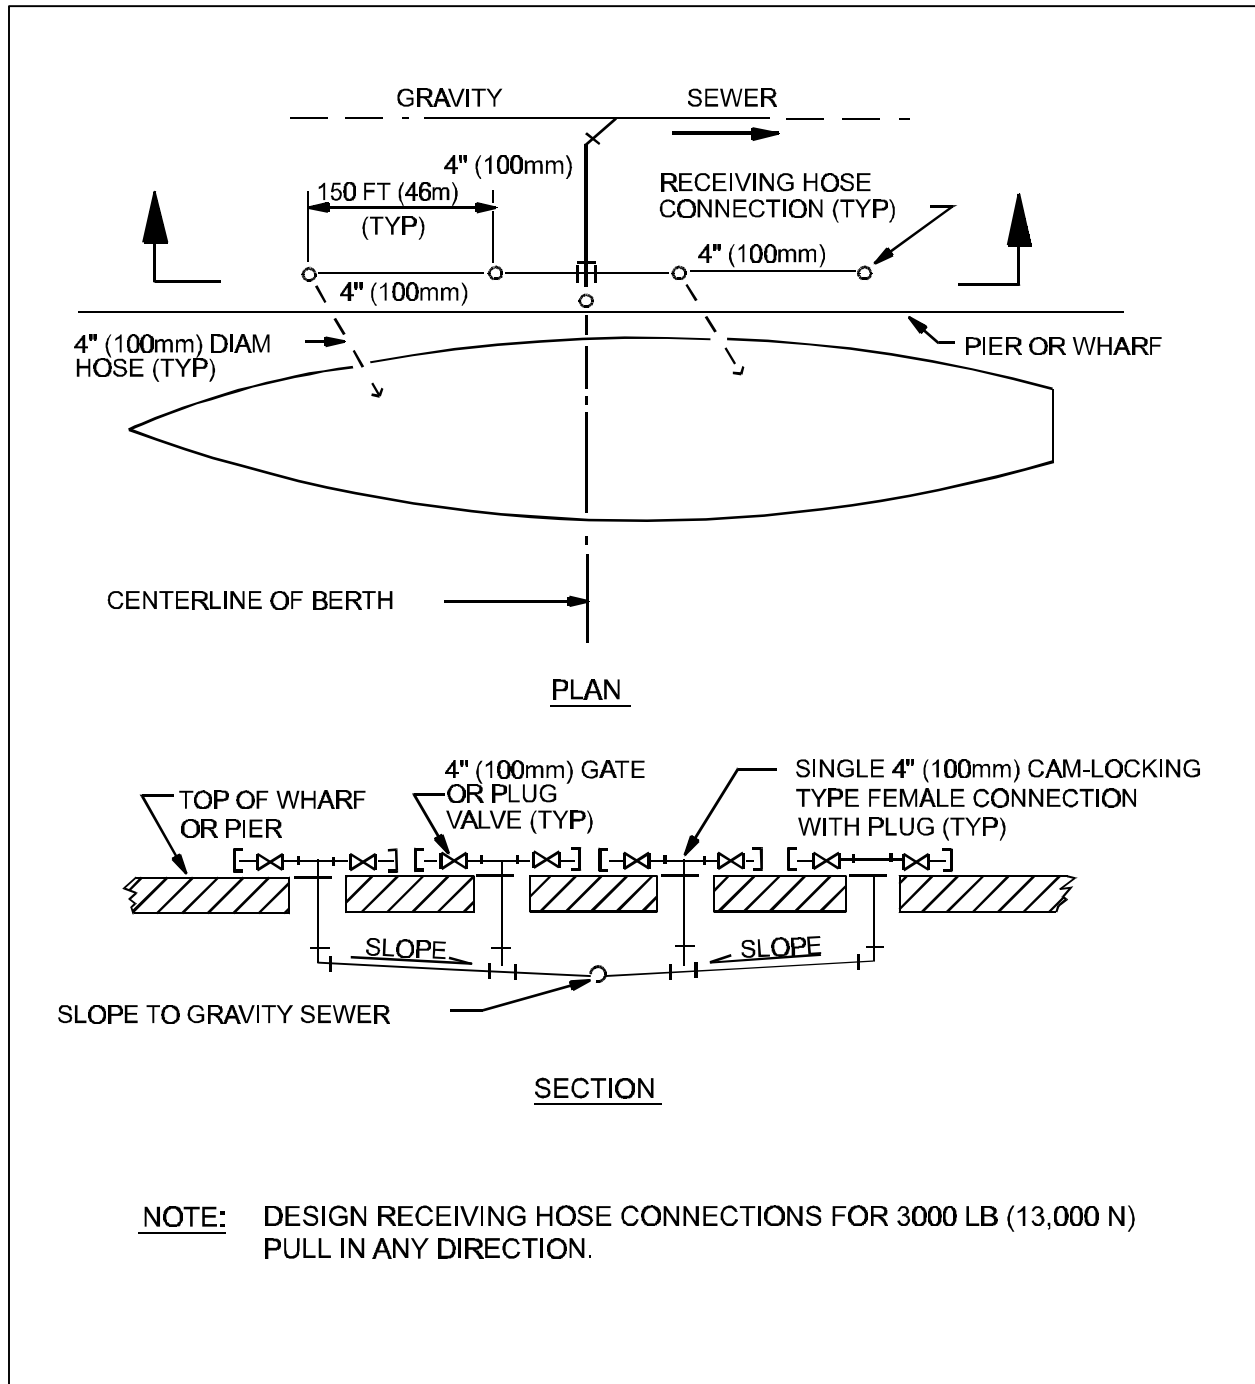 GRAVITY SEWER
4" (100mm)
150 FT (46m)
(TYP)
RECEIVING HOSE
CONNECTION (TYP)
4" (100mm)
4" (100mm)
4" (100mm) DIAM
HOSE (TYP)
PIER OR WHARF
CENTERLINE OF BERTH
PLAN
TOP OF WHARF
OR PIER
4" (100mm) GATE
OR PLUG
VALVE (TYP)
SINGLE 4" (100mm) CAM-LOCKING
TYPE FEMALE CONNECTION
WITH PLUG (TYP)
SLOPE
SLOPE
SLOPE TO GRAVITY SEWER
SECTION
NOTE: DESIGN RECEIVING HOSE CONNECTIONS FOR 3000 LB (13,000 N)
PULL IN ANY DIRECTION.